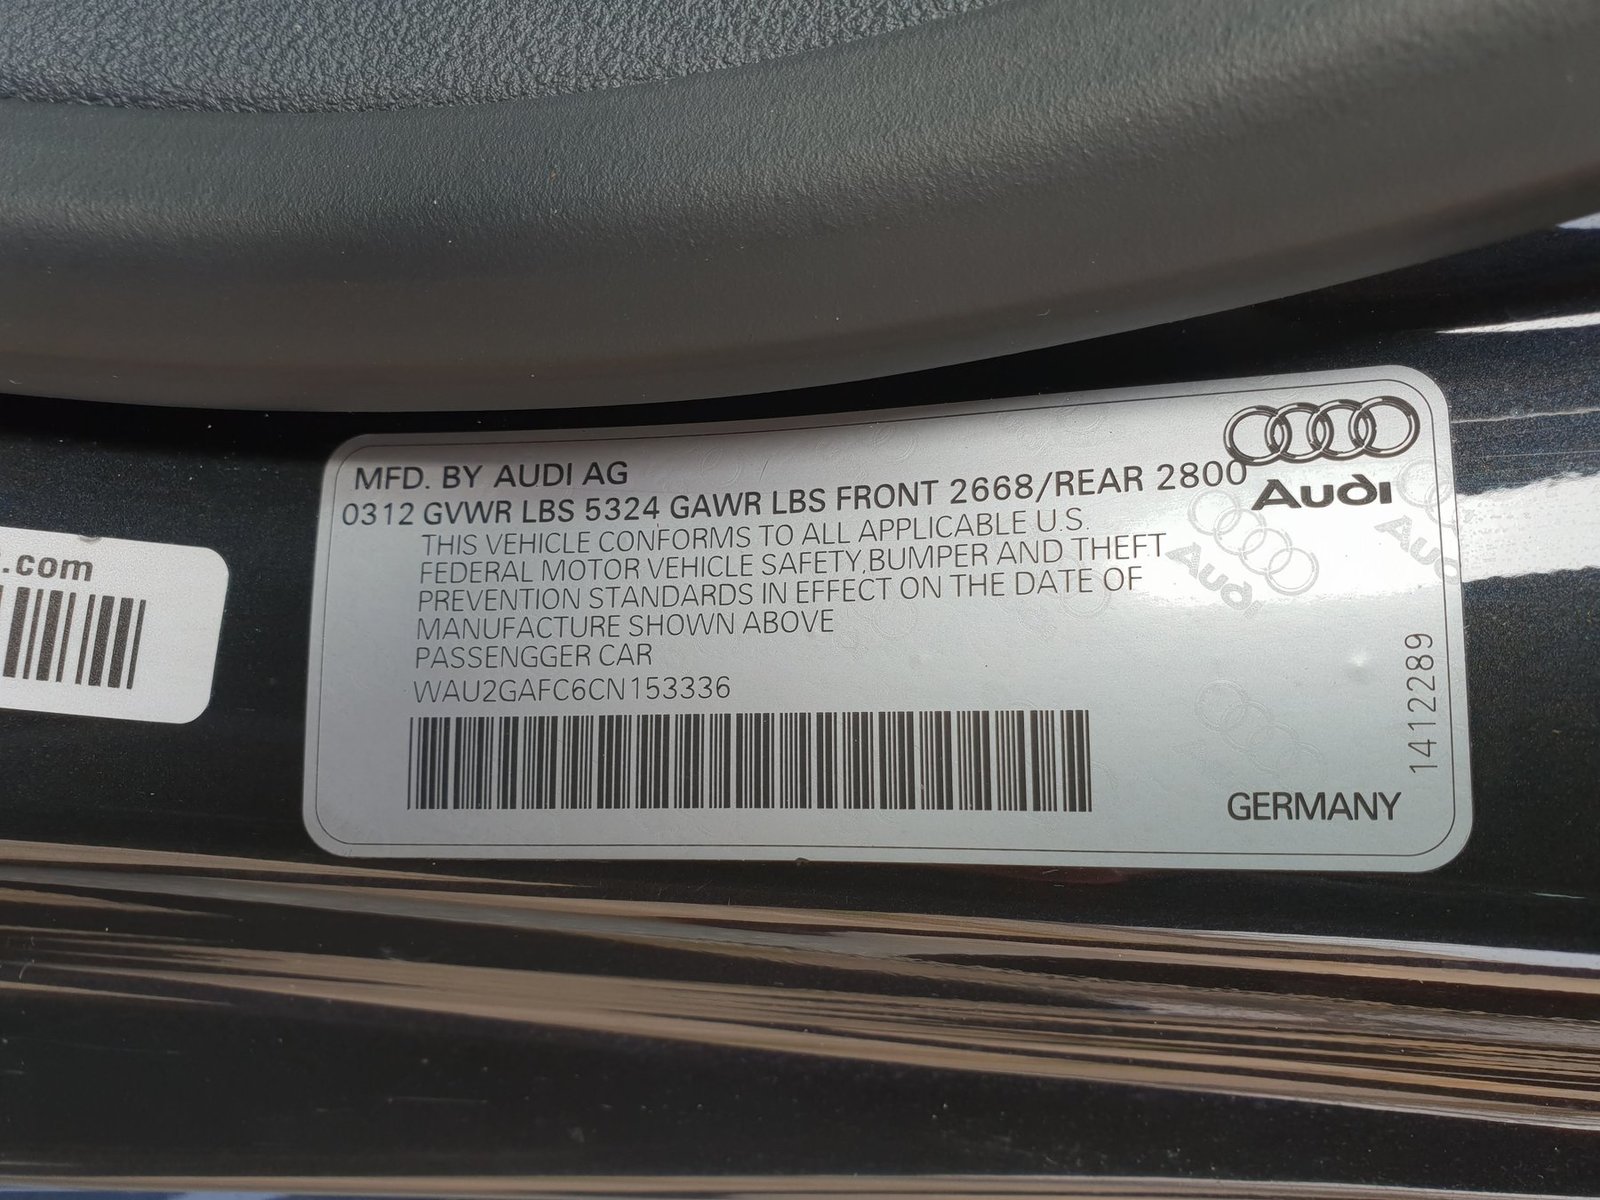 MFD. BY AUDI AG
0312 GVWR LBS 5324 GAWR LBS FRONT 2668/REAR 2800
Audi
THIS VEHICLE CONFORMS TO ALL APPLICABLE U.S.
FEDERAL MOTOR VEHICLE SAFETY,BUMPER AND THEFT
PREVENTION STANDARDS IN EFFECT ON THE DATE OF
MANUFACTURE SHOWN ABOVE
PASSENGGER CAR
WAU2GAFC6CN153336
1412289
GERMANY
Audi
Audi
.com